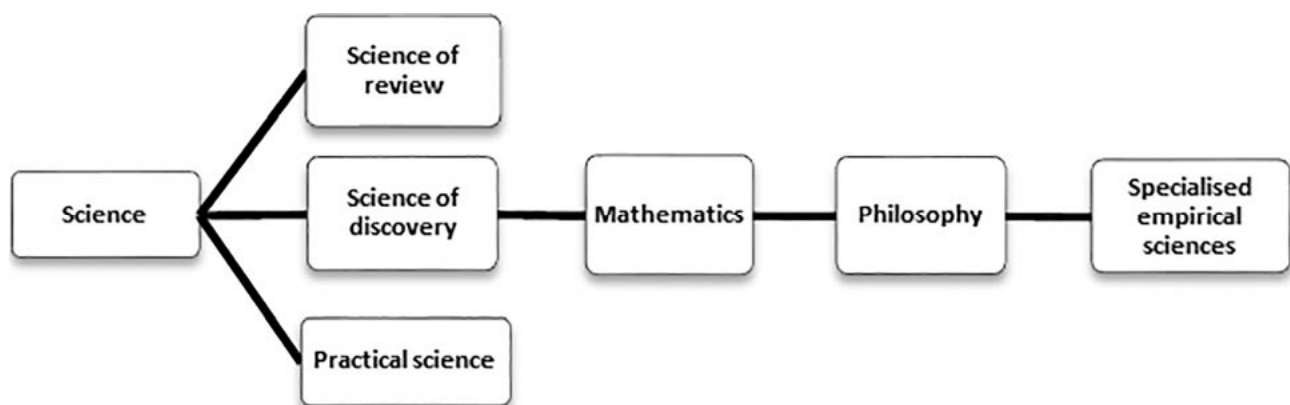 Science of
review
Science
Science of
discovery
Mathematics
Philosophy
Specialised
empirical
sciences
Practical science